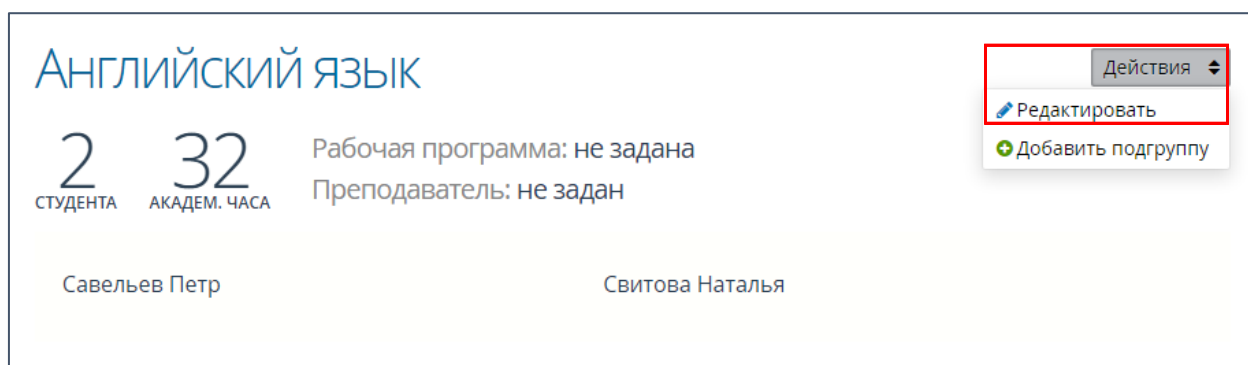 Английский язык
Действия
Редактировать
Добавить подгруппу
2 32
СТУДЕНТА АКАДЕМ. ЧАСА
Рабочая программа: не задана
Преподаватель: не задан
Савельев Петр Свитова Наталья